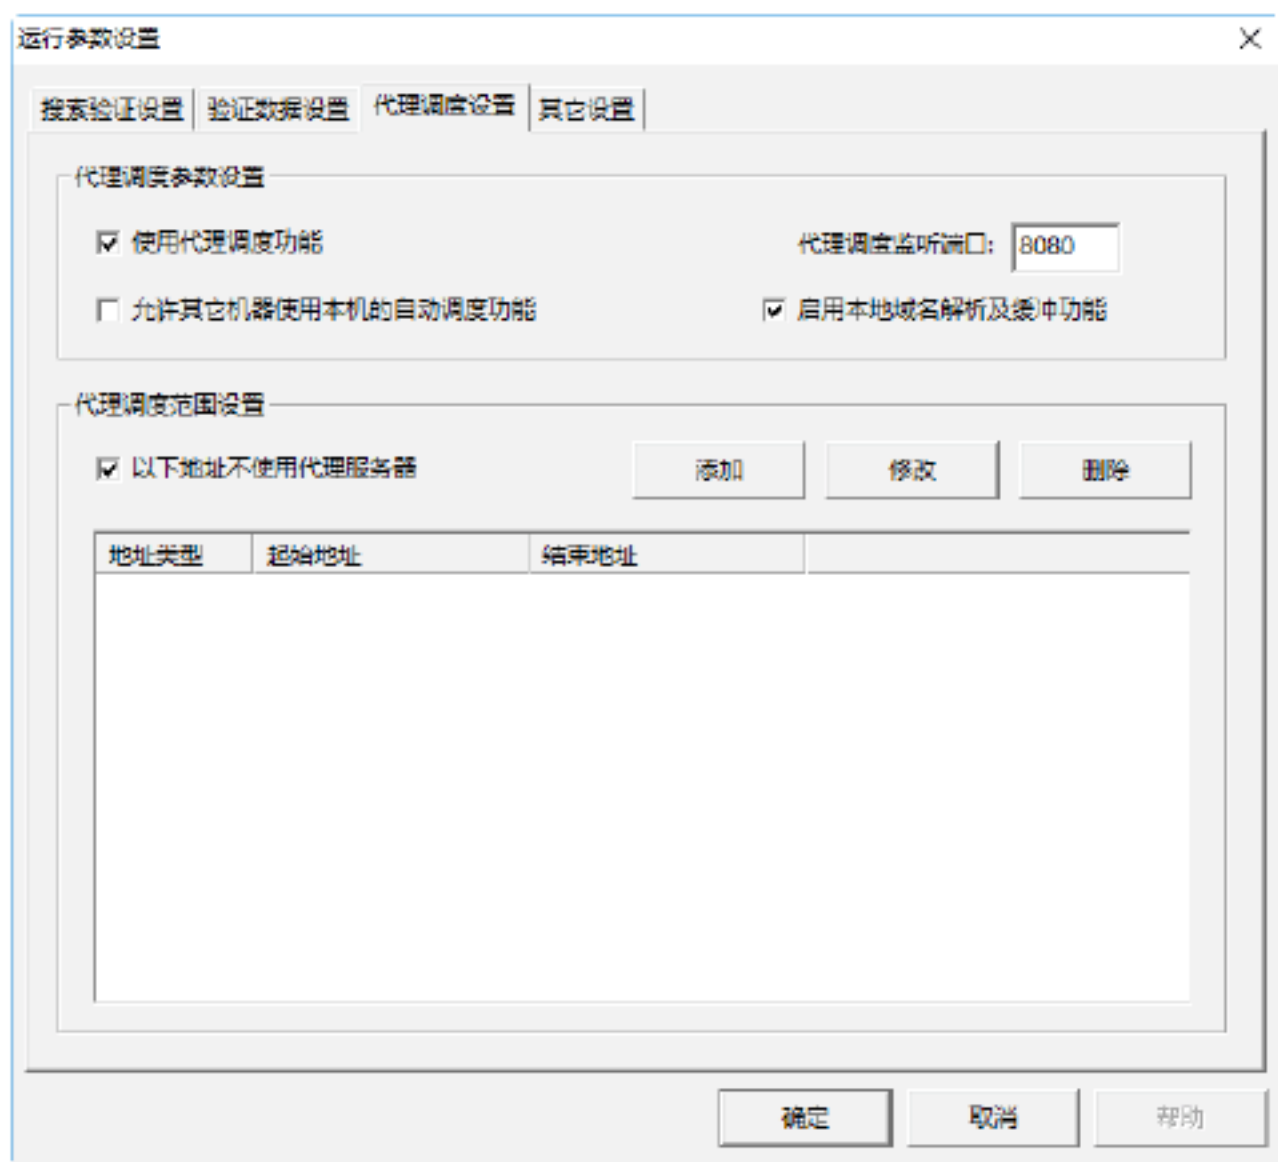 运行参数设置
搜索验证设置 验证数据设置 代理调度设置 其它设置
代理调度参数设置
使用代理调度功能 代理调度监听端口: 8080
允许其它机器使用本机的自动调度功能 启用本地域名解析及缓冲功能
代理调度范围设置
以下地址不使用代理服务器 添加 修改 删除
地址类型 起始地址 结束地址
确定 取消 帮助